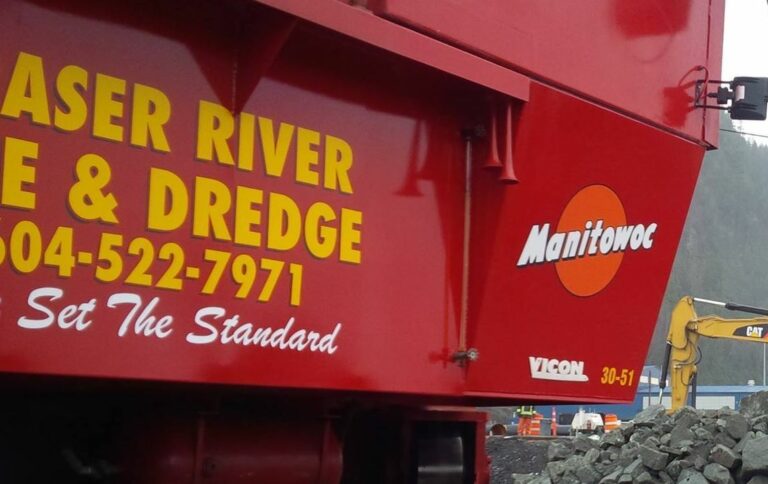 ASER RIVER
E & DREDGE
604-522-7971
Set The Standard
Manitowoc
VICON
30-51
CAT